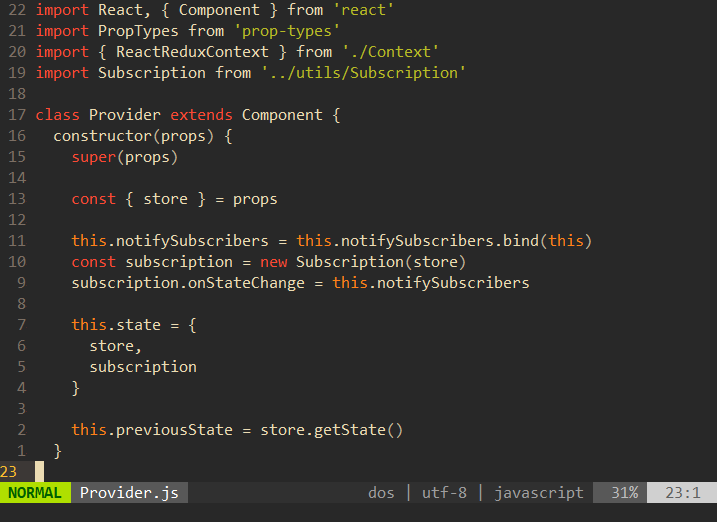 22 import React, { Component } from 'react'
21 import PropTypes from 'prop-types'
20 import { ReactReduxContext } from './Context'
19 import Subscription from '../utils/Subscription'
18
17 class Provider extends Component {
16   constructor(props) {
15     super(props)
14
13     const { store } = props
12
11     this.notifySubscribers = this.notifySubscribers.bind(this)
10     const subscription = new Subscription(store)
 9     subscription.onStateChange = this.notifySubscribers
 8
 7     this.state = {
 6       store,
 5       subscription
 4     }
 3
 2     this.previousState = store.getState()
 1   }
23
NORMAL Provider.js dos | utf-8 | javascript 31% 23:1